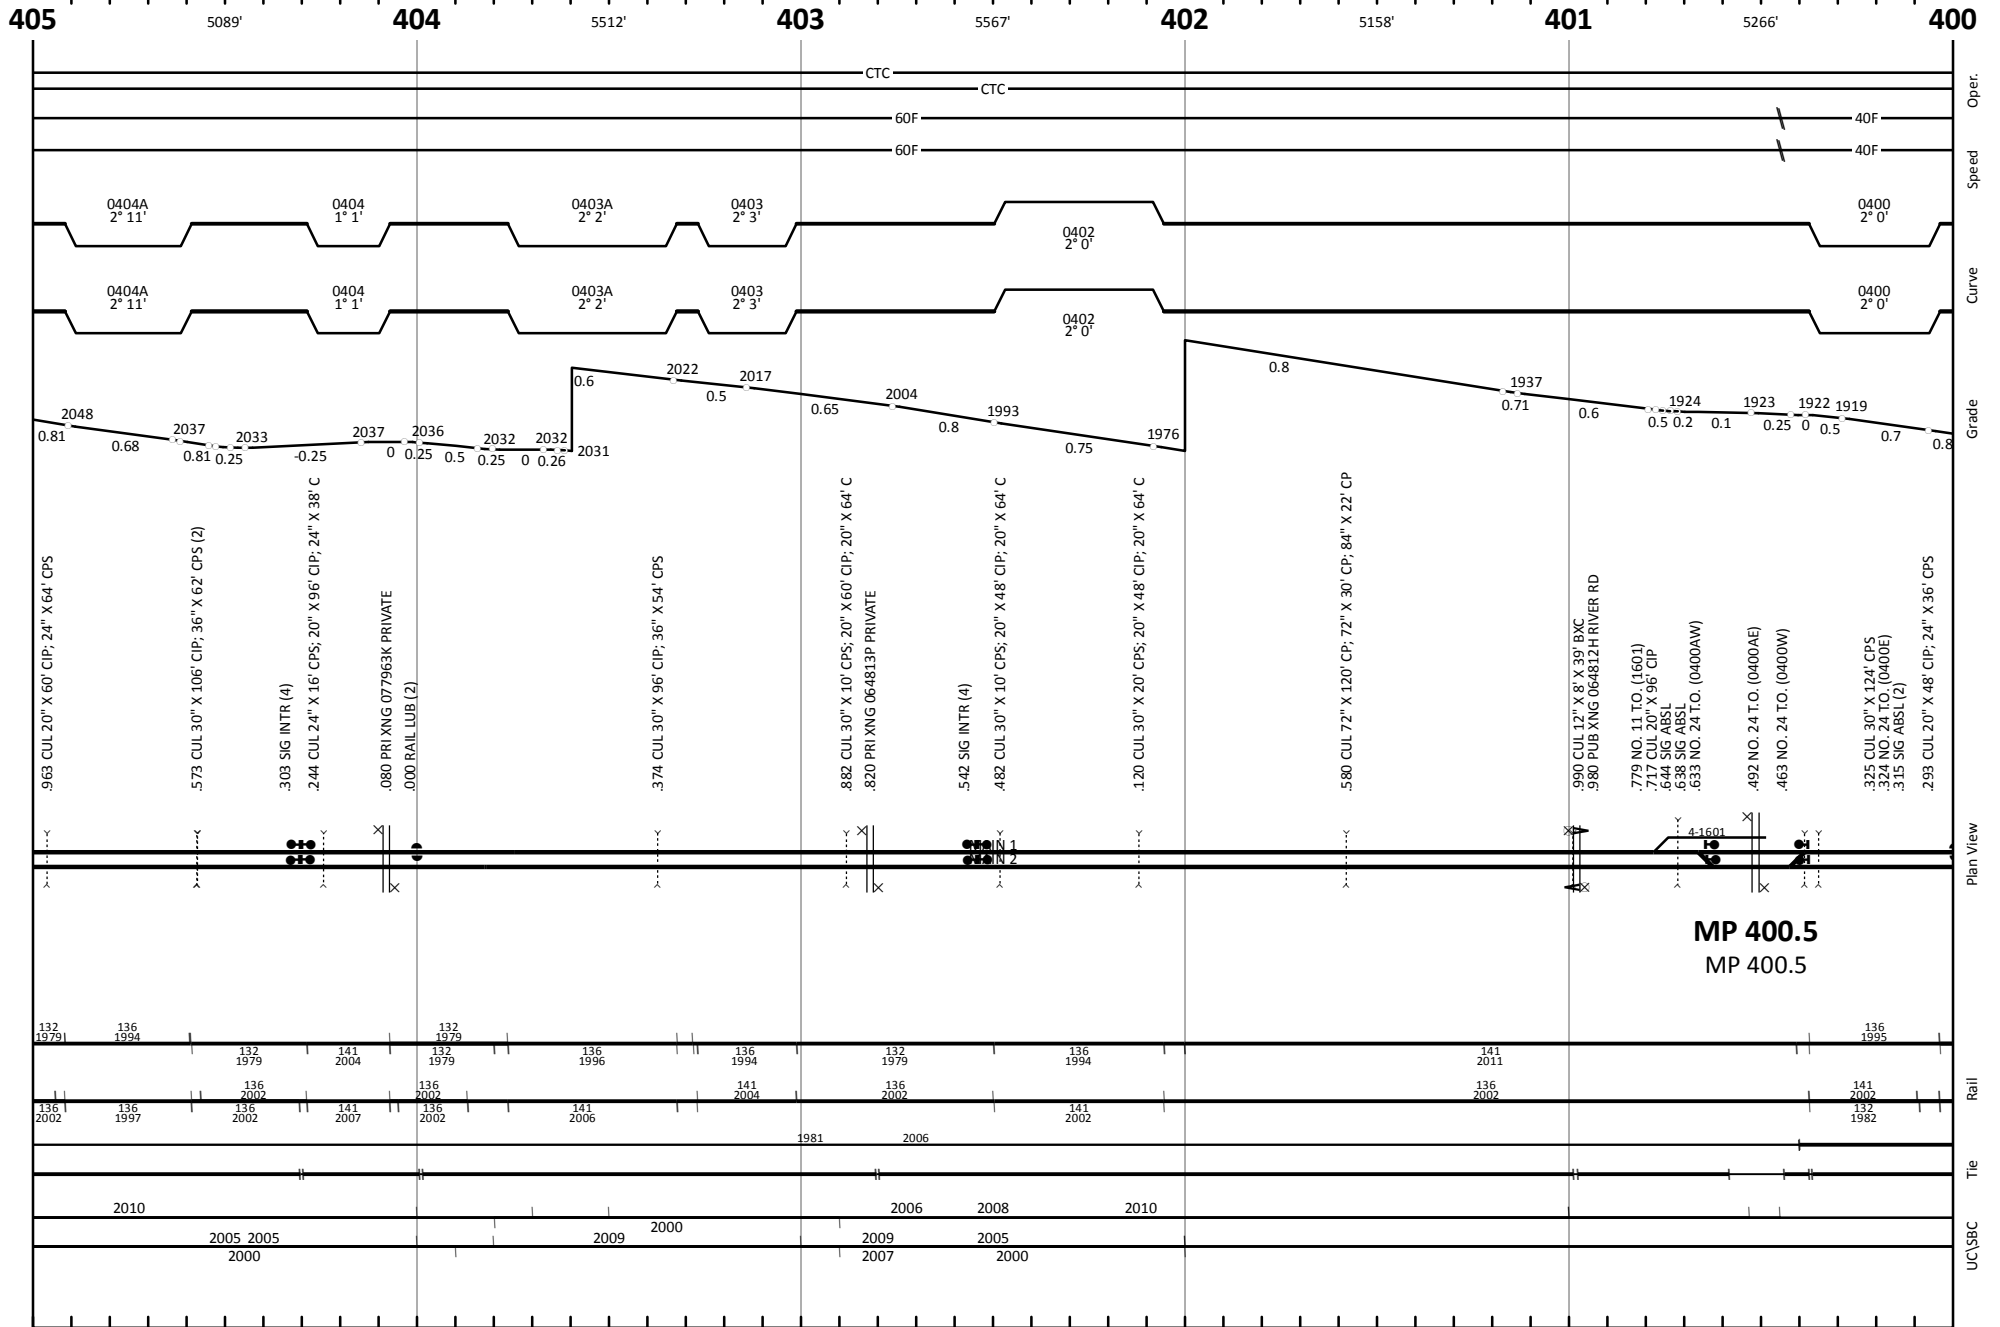 405 5089' 404 5512' 403 5567' 402 5158' 401 5266' 400
CTC
CTC
Oper.
60F 40F
60F 40F
Speed
0404A 0404 0403A 0403 0400
2° 11' 1° 1' 2° 2' 2° 3' 2° 0'
0402
2° 0'
Curve
0404A 0404 0403A 0403 0400
2° 11' 1° 1' 2° 2' 2° 3' 2° 0'
0402
2° 0'
2048 2037 2033 2037 2036 2032 2032 2031 2022 2017 2004 1993 1976 1937 1924 1923 1922 1919
0.81 0.68 0.81 0.25 -0.25 0 0.25 0.5 0.25 0 0.26 0.6 0.5 0.65 0.8 0.75 0.8 0.71 0.6 0.5 0.2 0.1 0.25 0 0.5 0.7 0.8
Grade
.963 CUL 20" X 60' CIP; 24" X 64' CPS
.573 CUL 30" X 106' CIP; 36" X 62' CPS (2)
.303 SIG INTR (4)
.244 CUL 24" X 16' CPS; 20" X 96' CIP; 24" X 38' C
.080 PRI XNG 077963K PRIVATE
.000 RAIL LUB (2)
.374 CUL 30" X 96' CIP; 36" X 54' CPS
.882 CUL 30" X 10' CPS; 20" X 60' CIP; 20" X 64' C
.820 PRI XNG 064813P PRIVATE
.542 SIG INTR (4)
.482 CUL 30" X 10' CPS; 20" X 48' CIP; 20" X 64' C
.120 CUL 30" X 20' CPS; 20" X 48' CIP; 20" X 64' C
.580 CUL 72" X 120' CP; 72" X 30' CP; 84" X 22' CP
.990 CUL 12" X 8' X 39' BXC
.980 PUB XNG 064812H RIVER RD
.779 NO. 11 T.O. (1601)
.717 CUL 20" X 96' CIP
.644 SIG ABSL
.638 SIG ABSL
.633 NO. 24 T.O. (0400AW)
.492 NO. 24 T.O. (0400AE)
.463 NO. 24 T.O. (0400W)
.325 CUL 30" X 124' CPS
.324 NO. 24 T.O. (0400E)
.315 SIG ABSL (2)
.293 CUL 20" X 48' CIP; 24" X 36' CPS
4-1601
1
2
Plan View
MP 400.5
MP 400.5
132 136 132 136
1979 1994 1979 1995
132 141 132 136 136 132 136 141
1979 2004 1979 1996 1994 1979 1994 2011
136 136 141 136 136 141
2002 2002 2004 2002 2002 2002
136 136 136 141 136 141 141 132
2002 1997 2002 2007 2002 2006 2002 1982
Rail
1981 2006
Tie
2010 2006 2008 2010
2000
2005 2005 2009 2009 2005
2000 2007 2000
UC\SBC